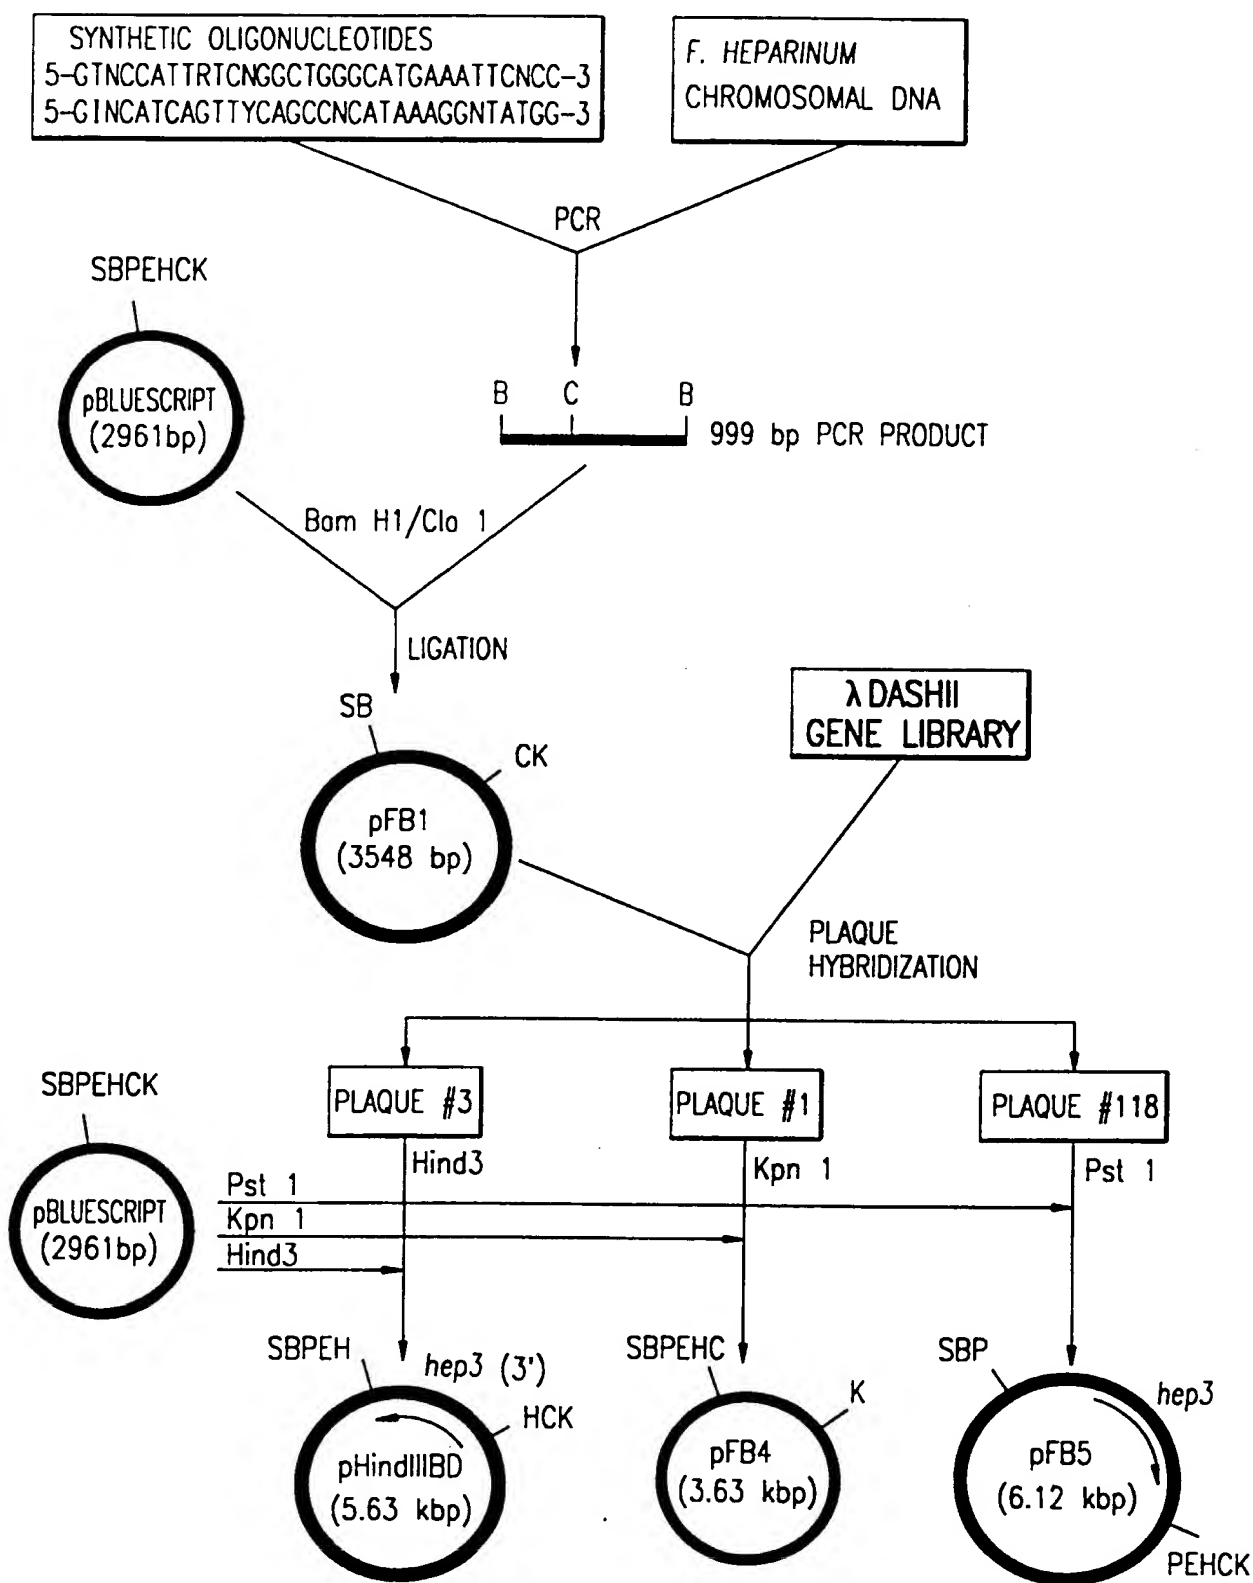 SYNTHETIC OLIGONUCLEOTIDES
5-GTNCCATTRTCNGGCTGGGCATGAAATTCNCC-3
5-GINCATCAGTTYCAGCCNCATAAAGGNTATGG-3
F. HEPARINUM
CHROMOSOMAL DNA
PCR
SBPEHCK
pBLUESCRIPT
(2961bp)
B C B
999 bp PCR PRODUCT
Bam H1/Cla 1
LIGATION
SB
CK
pFB1
(3548 bp)
λ DASHII
GENE LIBRARY
PLAQUE
HYBRIDIZATION
SBPEHCK
pBLUESCRIPT
(2961bp)
PLAQUE #3
PLAQUE #1
PLAQUE #118
Hind3
Kpn 1
Pst 1
Pst 1
Kpn 1
Hind3
SBPEH
hep3 (3')
HCK
pHindIIIBD
(5.63 kbp)
SBPEHC
K
pFB4
(3.63 kbp)
SBP
hep3
pFB5
(6.12 kbp)
PEHCK